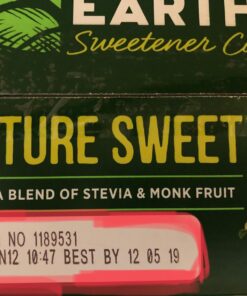 EARTH
Sweetener Co
TURE SWEET
A BLEND OF STEVIA & MONK FRUIT
NO 1189531
N12 10:47 BEST BY 12 05 19